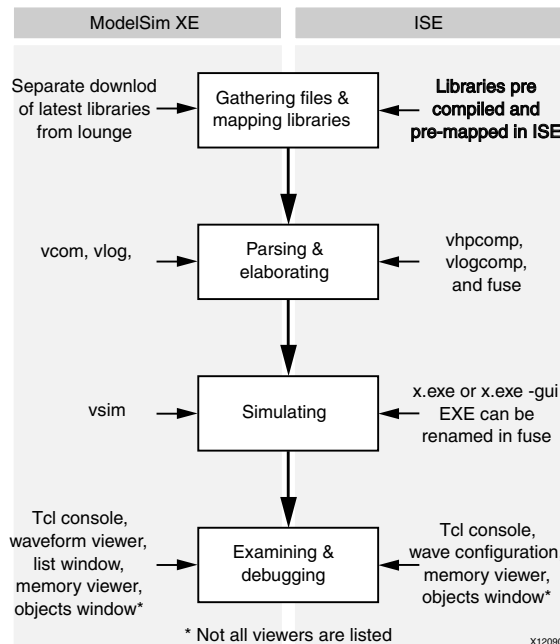 ModelSim XE
ISE
Separate downlod
of latest libraries
from lounge
Gathering files &
mapping libraries
Libraries pre
compiled and
pre-mapped in ISE
vcom, vlog,
Parsing &
elaborating
vhpcomp,
vlogcomp,
and fuse
vsim
Simulating
x.exe or x.exe -gui
EXE can be
renamed in fuse
Tcl console,
waveform viewer,
list window,
memory viewer,
objects window*
Examining &
debugging
Tcl console,
wave configuration
memory viewer,
objects window*
* Not all viewers are listed
X12090